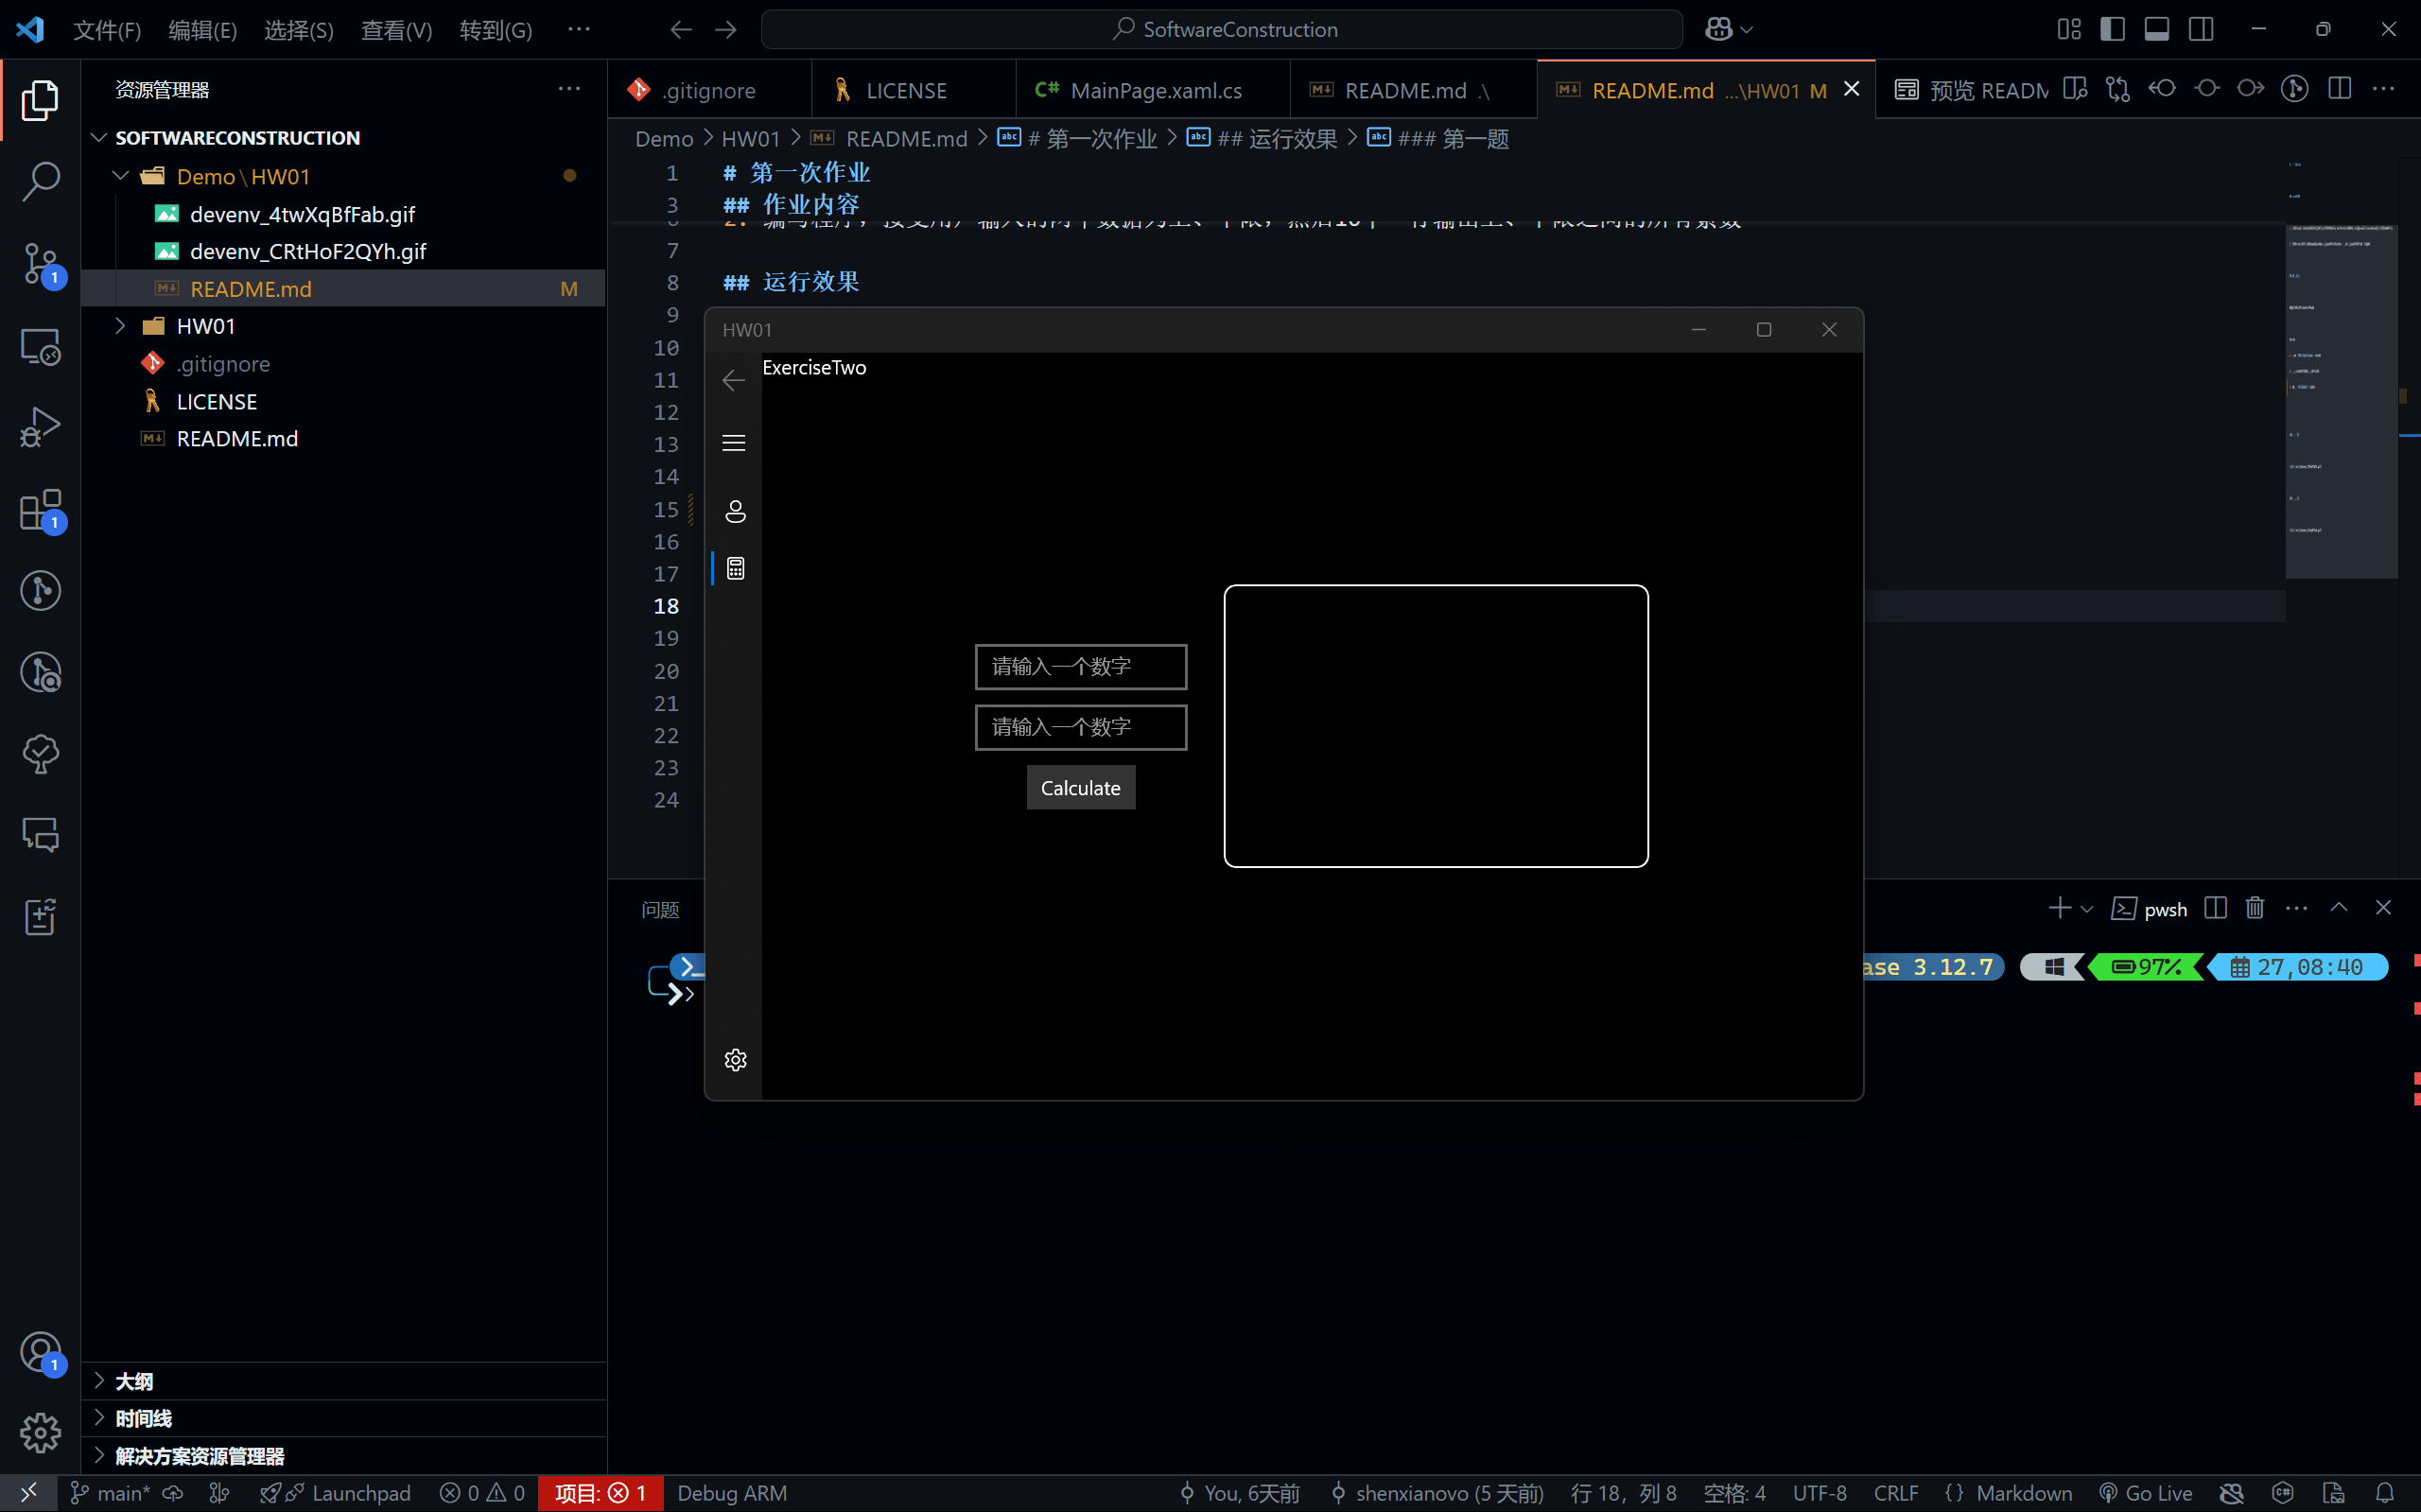 文件(F) 编辑(E) 选择(S) 查看(V) 转到(G) ··· SoftwareConstruction
资源管理器
SOFTWARECONSTRUCTION
Demo\HW01
devenv_4twXqBfFab.gif
devenv_CRtHoF2QYh.gif
README.md M
HW01
.gitignore
LICENSE
README.md
大纲
时间线
解决方案资源管理器
1
1
1
.gitignore LICENSE MainPage.xaml.cs README.md .\ README.md ...\HW01 M 预览 READM
Demo > HW01 > README.md > # 第一次作业 > ## 运行效果 > ### 第一题
1 # 第一次作业
3 ## 作业内容
7
8 ## 运行效果
9
10
11
12
13
14
15
16
17
18
19
20
21
22
23
24
HW01
ExerciseTwo
请输入一个数字
请输入一个数字
Calculate
问题
pwsh
ase 3.12.7 97% 27,08:40
main* Launchpad 0 0 项目: 1 Debug ARM You, 6天前 shenxianovo (5 天前) 行 18，列 8 空格: 4 UTF-8 CRLF {} Markdown Go Live